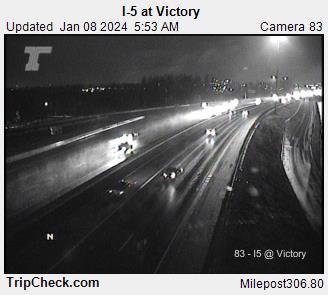 I-5 at Victory
Updated  Jan 08 2024  5:53 AM
Camera 83
T
N
83 - I5 @ Victory
TripCheck.com
Milepost306.80